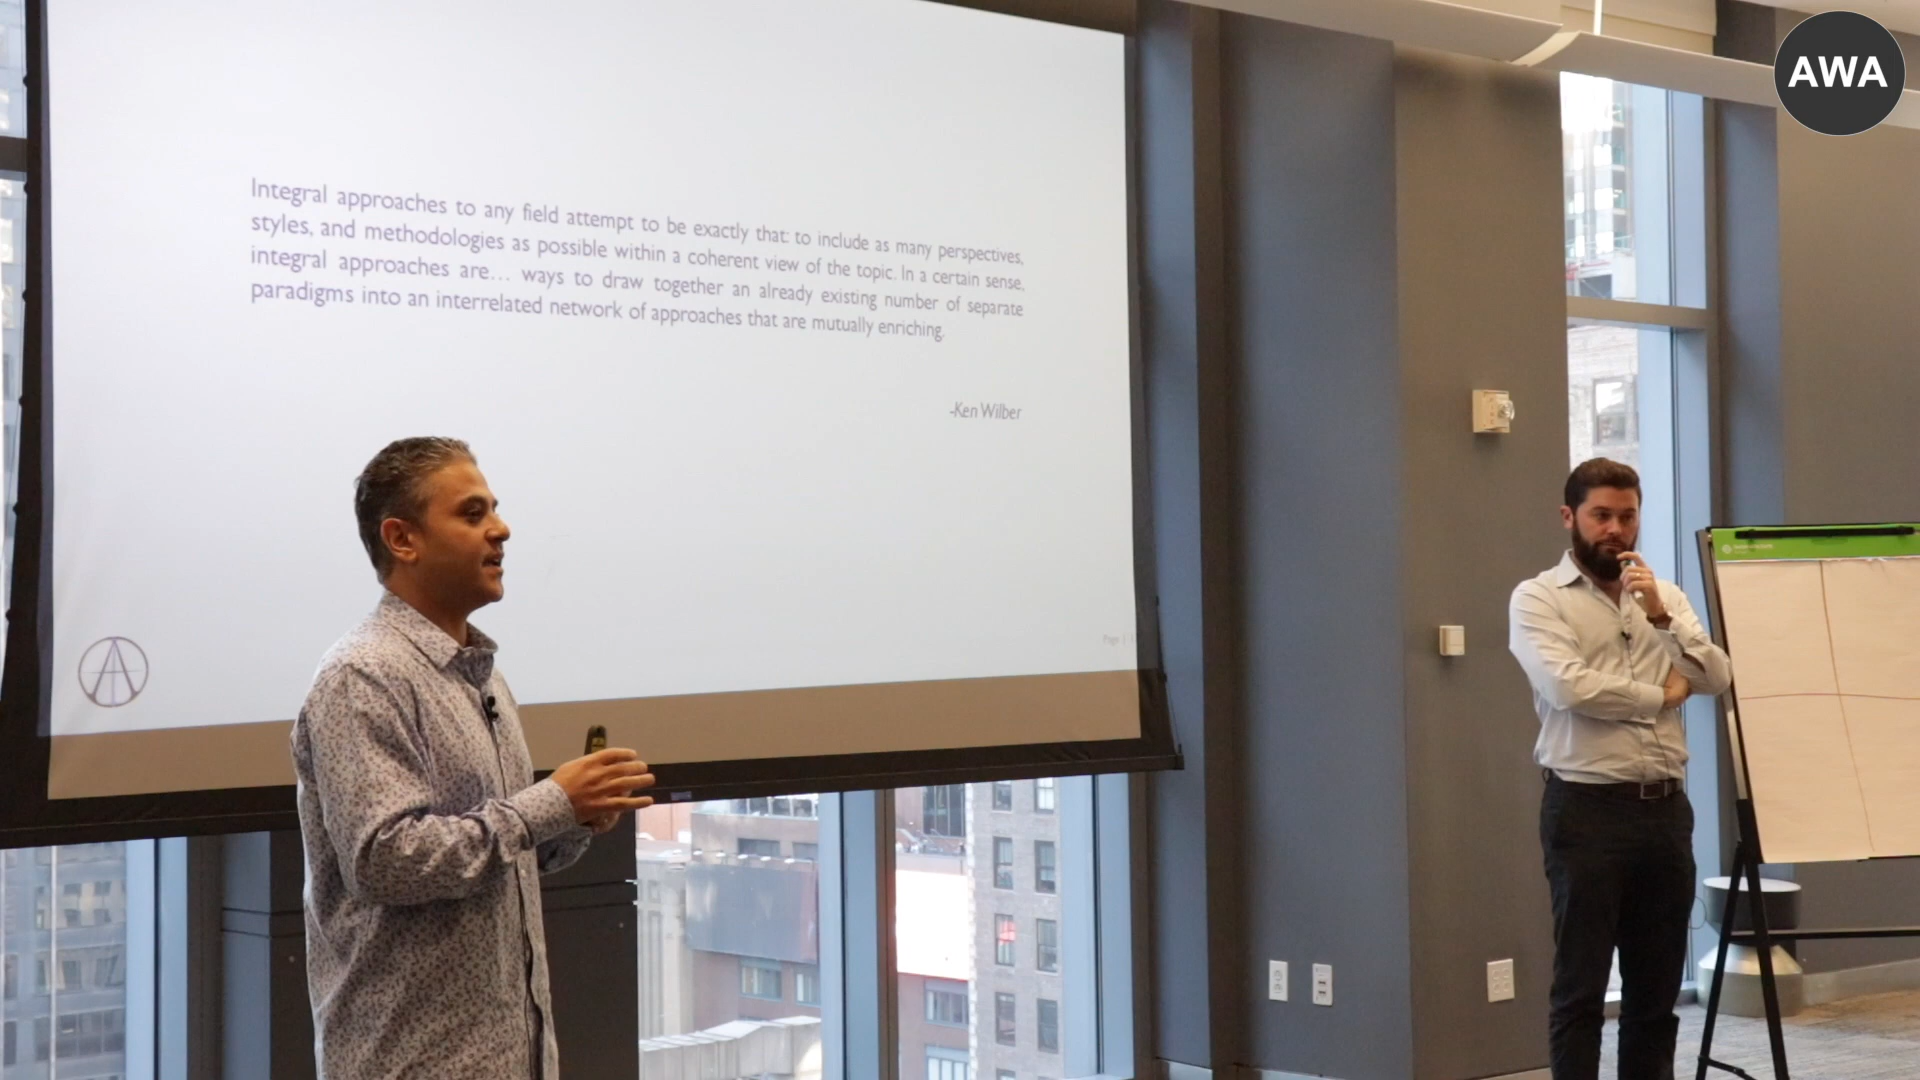 AWA
Integral approaches to any field attempt to be exactly that: to include as many perspectives,
styles, and methodologies as possible within a coherent view of the topic. In a certain sense,
integral approaches are... ways to draw together an already existing number of separate
paradigms into an interrelated network of approaches that are mutually enriching.
-Ken Wilber
Page |